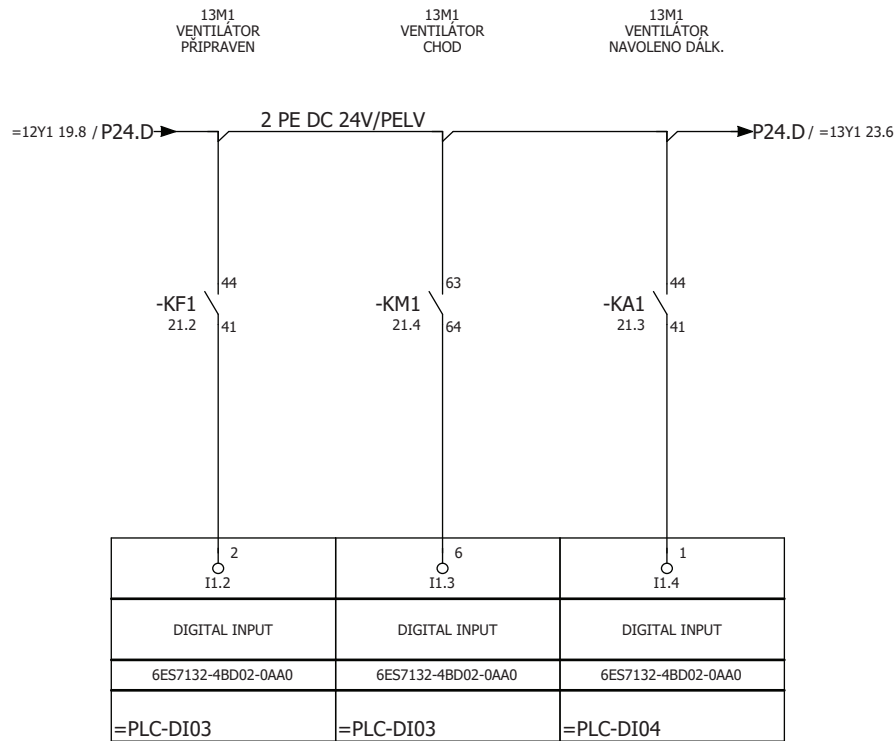 13M1
VENTILÁTOR
PŘIPRAVEN
13M1
VENTILÁTOR
CHOD
13M1
VENTILÁTOR
NAVOLENO DÁLK.
=12Y1 19.8 / P24.D
2 PE DC 24V/PELV
P24.D / =13Y1 23.6
44
-KF1
21.2
41
63
-KM1
21.4
64
44
-KA1
21.3
41
2
I1.2
6
I1.3
1
I1.4
DIGITAL INPUT
DIGITAL INPUT
DIGITAL INPUT
6ES7132-4BD02-0AA0
6ES7132-4BD02-0AA0
6ES7132-4BD02-0AA0
=PLC-DI03
=PLC-DI03
=PLC-DI04